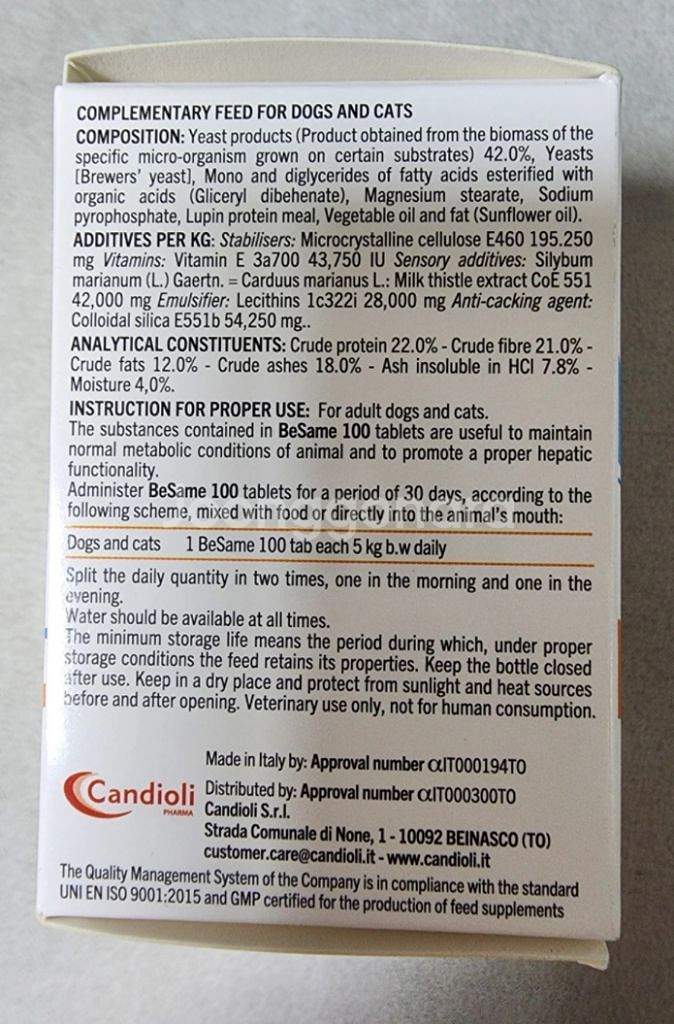 COMPLEMENTARY FEED FOR DOGS AND CATS
COMPOSITION: Yeast products (Product obtained from the biomass of the
specific micro-organism grown on certain substrates) 42.0%, Yeasts
[Brewers' yeast], Mono and diglycerides of fatty acids esterified with
organic acids (Gliceryl dibehenate), Magnesium stearate, Sodium
pyrophosphate, Lupin protein meal, Vegetable oil and fat (Sunflower oil).
ADDITIVES PER KG: Stabilisers: Microcrystalline cellulose E460 195.250
mg Vitamins: Vitamin E 3a700 43,750 IU Sensory additives: Silybum
marianum (L.) Gaertn. = Carduus marianus L.: Milk thistle extract CoE 551
42,000 mg Emulsifier: Lecithins 1c322i 28,000 mg Anti-cacking agent:
Colloidal silica E551b 54,250 mg..
ANALYTICAL CONSTITUENTS: Crude protein 22.0% - Crude fibre 21.0% -
Crude fats 12.0% - Crude ashes 18.0% - Ash insoluble in HCl 7.8% -
Moisture 4,0%.
INSTRUCTION FOR PROPER USE: For adult dogs and cats.
The substances contained in BeSame 100 tablets are useful to maintain
normal metabolic conditions of animal and to promote a proper hepatic
functionality.
Administer BeSame 100 tablets for a period of 30 days, according to the
following scheme, mixed with food or directly into the animal's mouth:
Dogs and cats 1 BeSame 100 tab each 5 kg b.w daily
Split the daily quantity in two times, one in the morning and one in the
evening.
Water should be available at all times.
The minimum storage life means the period during which, under proper
storage conditions the feed retains its properties. Keep the bottle closed
after use. Keep in a dry place and protect from sunlight and heat sources
before and after opening. Veterinary use only, not for human consumption.
Made in Italy by: Approval number αIT000194TO
Candioli
PHARMA
Distributed by: Approval number αIT000300TO
Candioli S.r.l.
Strada Comunale di None, 1 - 10092 BEINASCO (TO)
customer.care@candioli.it - www.candioli.it
The Quality Management System of the Company is in compliance with the standard
UNI EN ISO 9001:2015 and GMP certified for the production of feed supplements